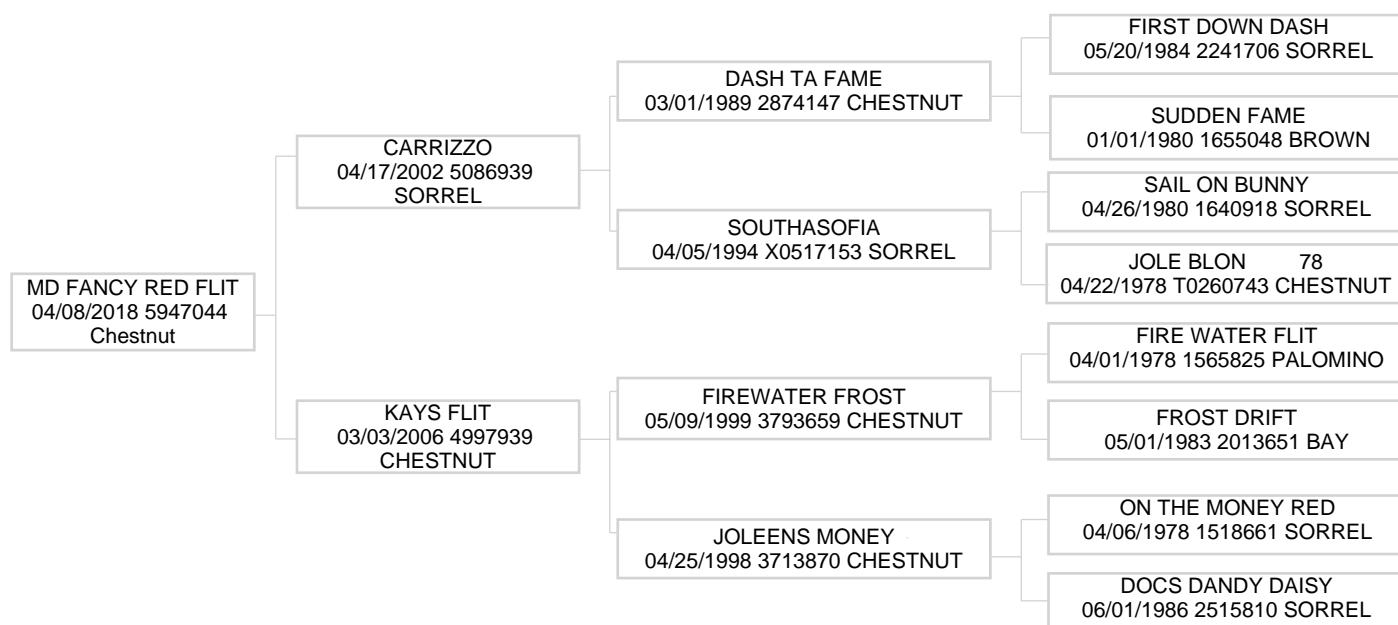 FIRST DOWN DASH
05/20/1984 2241706 SORREL
DASH TA FAME
03/01/1989 2874147 CHESTNUT
SUDDEN FAME
01/01/1980 1655048 BROWN
CARRIZZO
04/17/2002 5086939
SORREL
SAIL ON BUNNY
04/26/1980 1640918 SORREL
SOUTHASOFIA
04/05/1994 X0517153 SORREL
JOLE BLON 78
04/22/1978 T0260743 CHESTNUT
MD FANCY RED FLIT
04/08/2018 5947044
Chestnut
FIRE WATER FLIT
04/01/1978 1565825 PALOMINO
FIREWATER FROST
05/09/1999 3793659 CHESTNUT
FROST DRIFT
05/01/1983 2013651 BAY
KAYS FLIT
03/03/2006 4997939
CHESTNUT
ON THE MONEY RED
04/06/1978 1518661 SORREL
JOLEENS MONEY
04/25/1998 3713870 CHESTNUT
DOCS DANDY DAISY
06/01/1986 2515810 SORREL